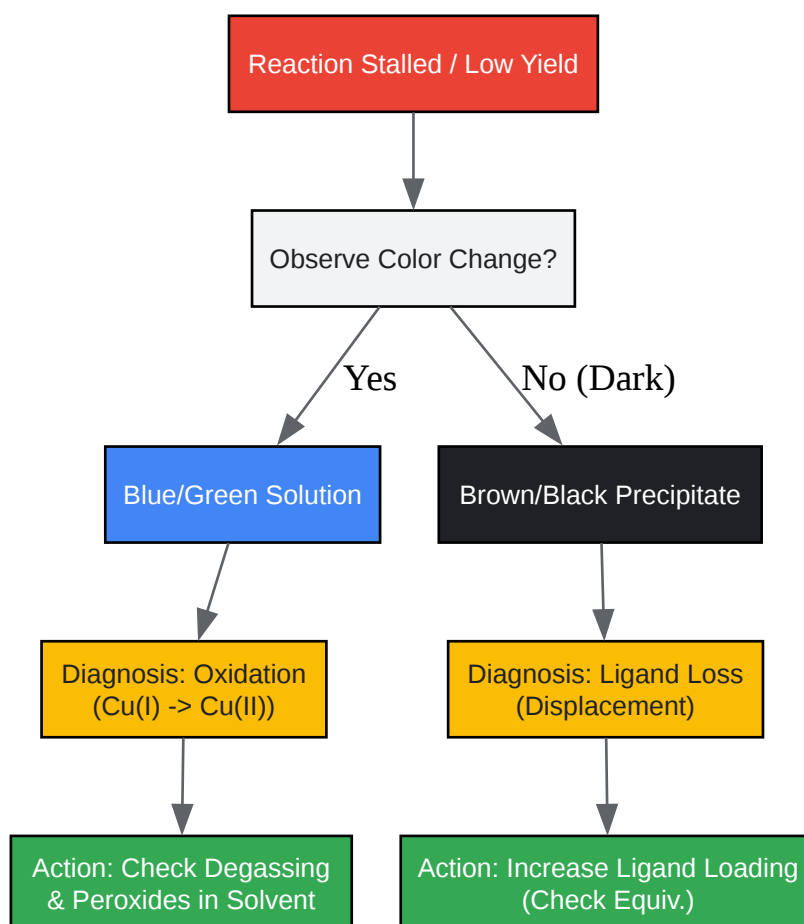 Reaction Stalled / Low Yield
Observe Color Change?
Yes
No (Dark)
Blue/Green Solution
Brown/Black Precipitate
Diagnosis: Oxidation
(Cu(I) -> Cu(II))
Diagnosis: Ligand Loss
(Displacement)
Action: Check Degassing
& Peroxides in Solvent
Action: Increase Ligand Loading
(Check Equiv.)